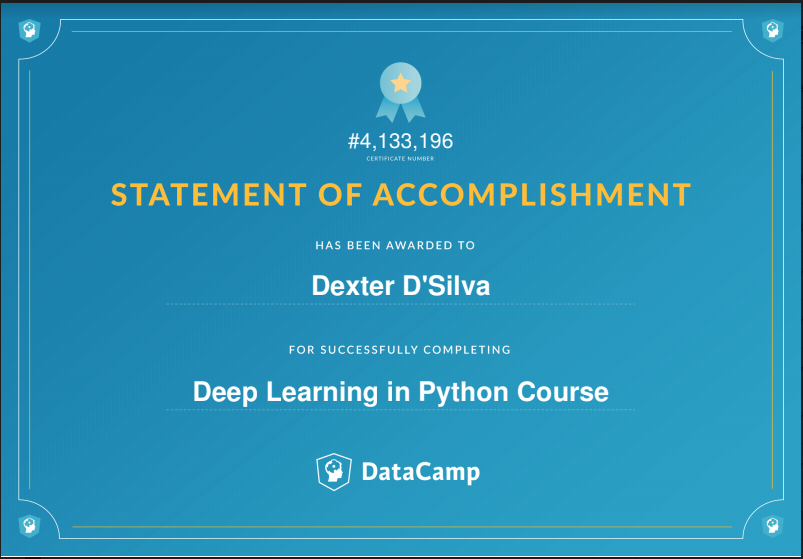 #4,133,196
CERTIFICATE NUMBER
STATEMENT OF ACCOMPLISHMENT
HAS BEEN AWARDED TO
Dexter D'Silva
FOR SUCCESSFULLY COMPLETING
Deep Learning in Python Course
DataCamp